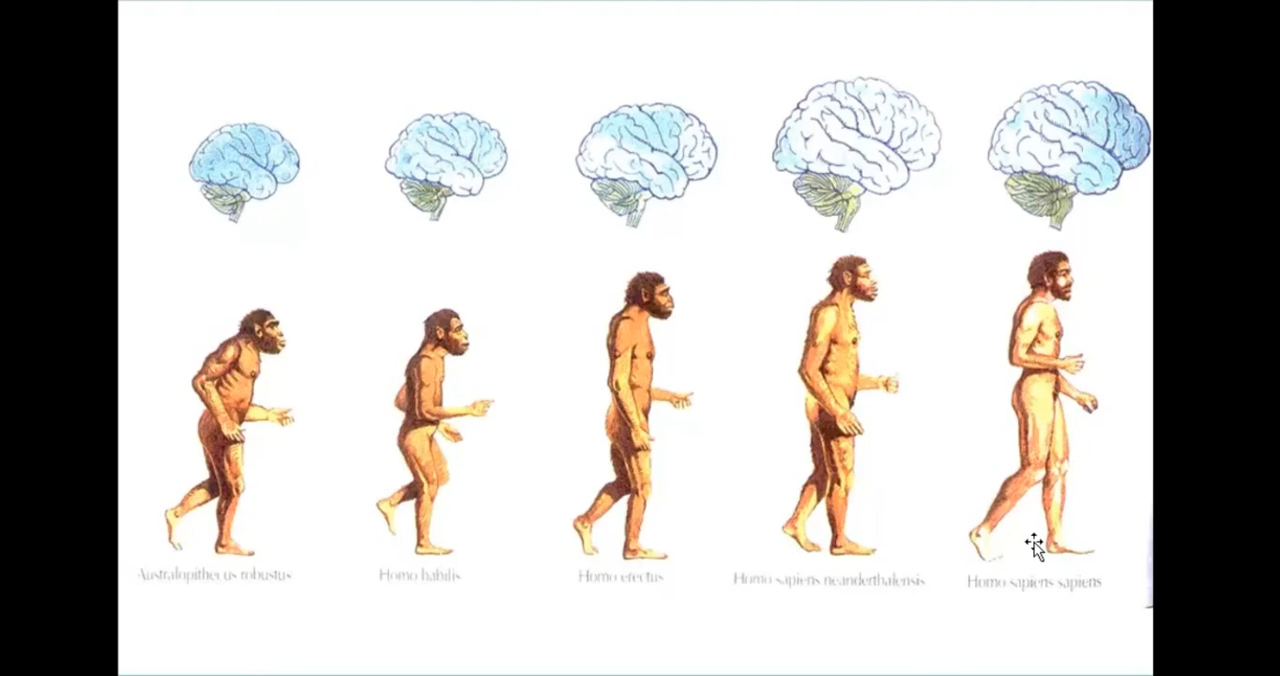 Australopithecus robustus
Homo habilis
Homo erectus
Homo sapiens neanderthalensis
Homo sapiens sapiens